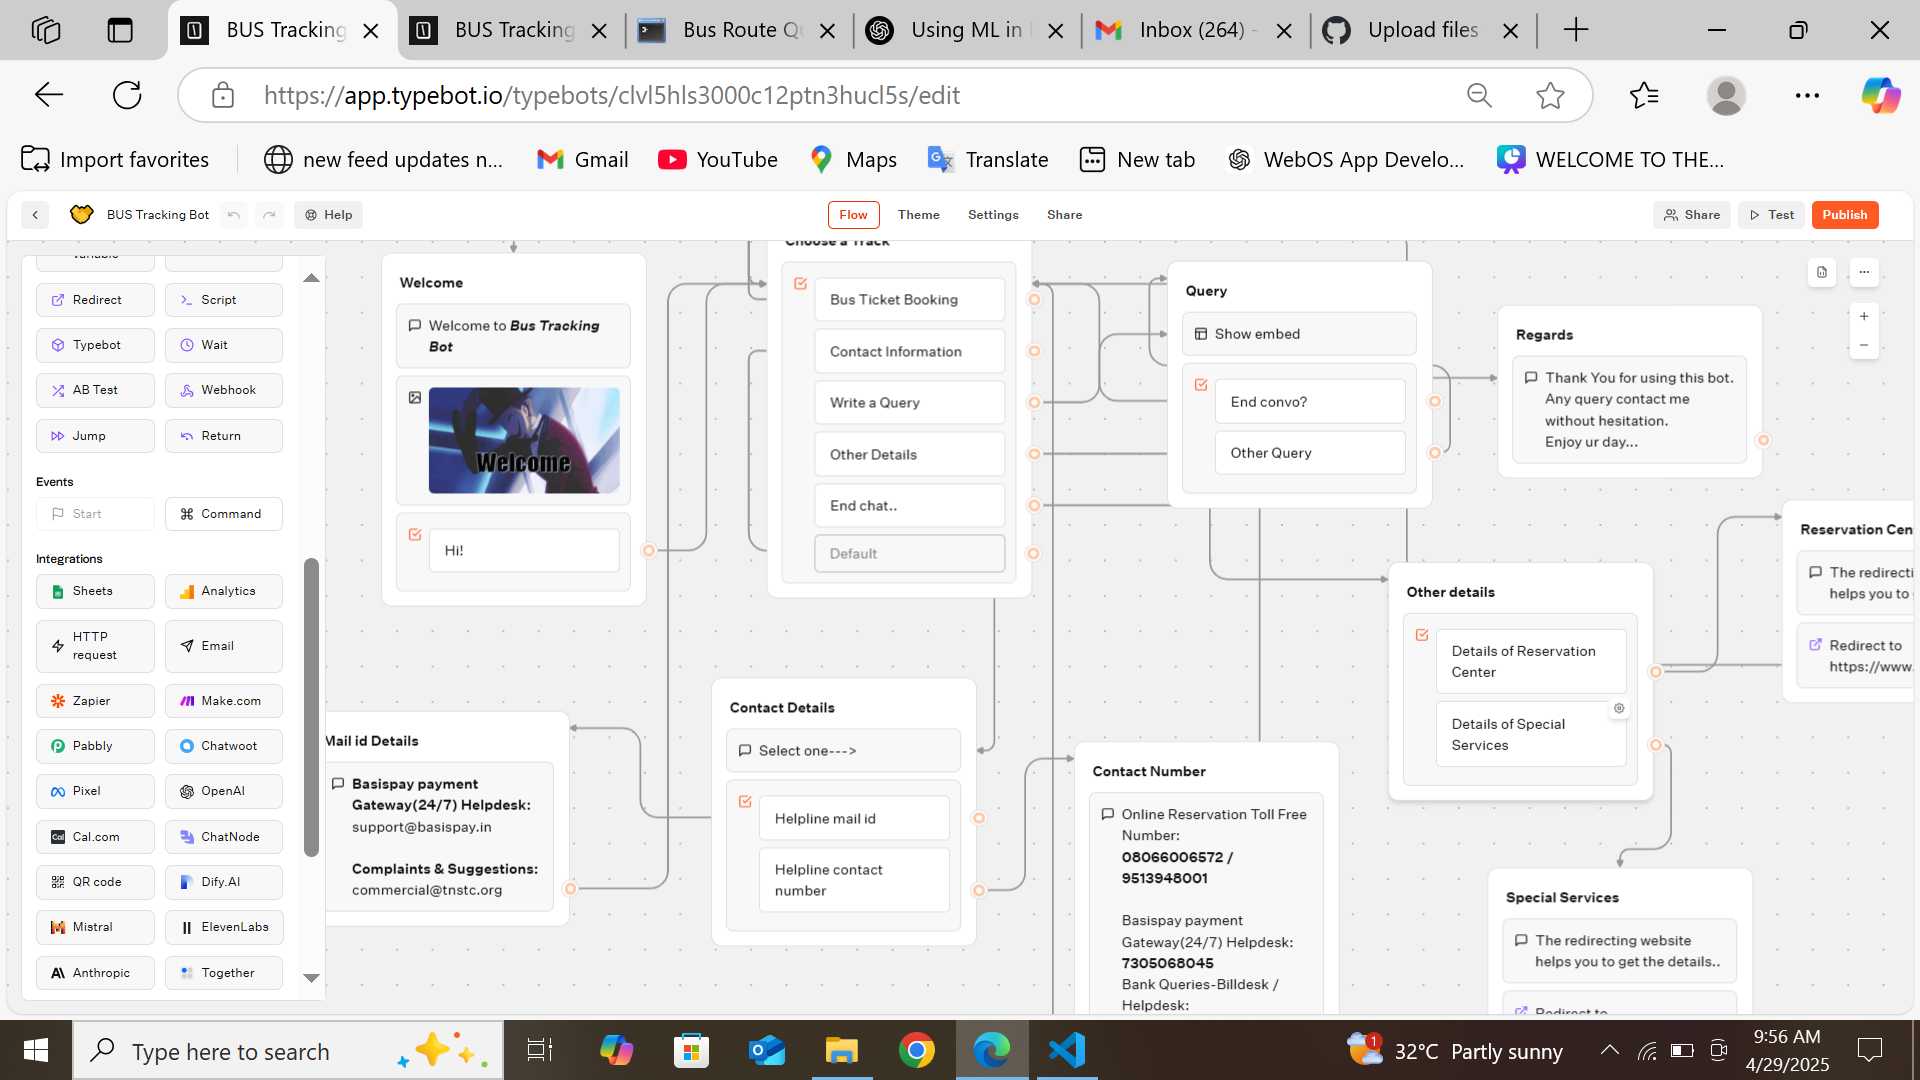 BUS Tracking
BUS Tracking
Bus Route Qu
Using ML in
Inbox (264) -
Upload files
https://app.typebot.io/typebots/clvl5hls3000c12ptn3hucl5s/edit
Import favorites
new feed updates n...
Gmail
YouTube
Maps
Translate
New tab
WebOS App Develo...
WELCOME TO THE...
BUS Tracking Bot
Help
Flow
Theme
Settings
Share
Share
Test
Publish
Variable
Redirect
Script
Typebot
Wait
AB Test
Webhook
Jump
Return
Events
Start
Command
Integrations
Sheets
Analytics
HTTP
request
Email
Zapier
Make.com
Pabbly
Chatwoot
Pixel
OpenAI
Cal.com
ChatNode
QR code
Dify.AI
Mistral
ElevenLabs
Anthropic
Together
Welcome
Welcome to Bus Tracking
Bot
Welcome
Hi!
Choose a Track
Bus Ticket Booking
Contact Information
Write a Query
Other Details
End chat..
Default
Query
Show embed
End convo?
Other Query
Regards
Thank You for using this bot.
Any query contact me
without hesitation.
Enjoy ur day...
Reservation Cen
The redirecti
helps you to
Redirect to
https://www.
Other details
Details of Reservation
Center
Details of Special
Services
Mail id Details
Basispay payment
Gateway(24/7) Helpdesk:
support@basispay.in
Complaints & Suggestions:
commercial@tnstc.org
Contact Details
Select one--->
Helpline mail id
Helpline contact
number
Contact Number
Online Reservation Toll Free
Number:
08066006572 /
9513948001
Basispay payment
Gateway(24/7) Helpdesk:
7305068045
Bank Queries-Billdesk /
Helpdesk:
Special Services
The redirecting website
helps you to get the details..
Redirect to
Type here to search
1
32°C Partly sunny
9:56 AM
4/29/2025